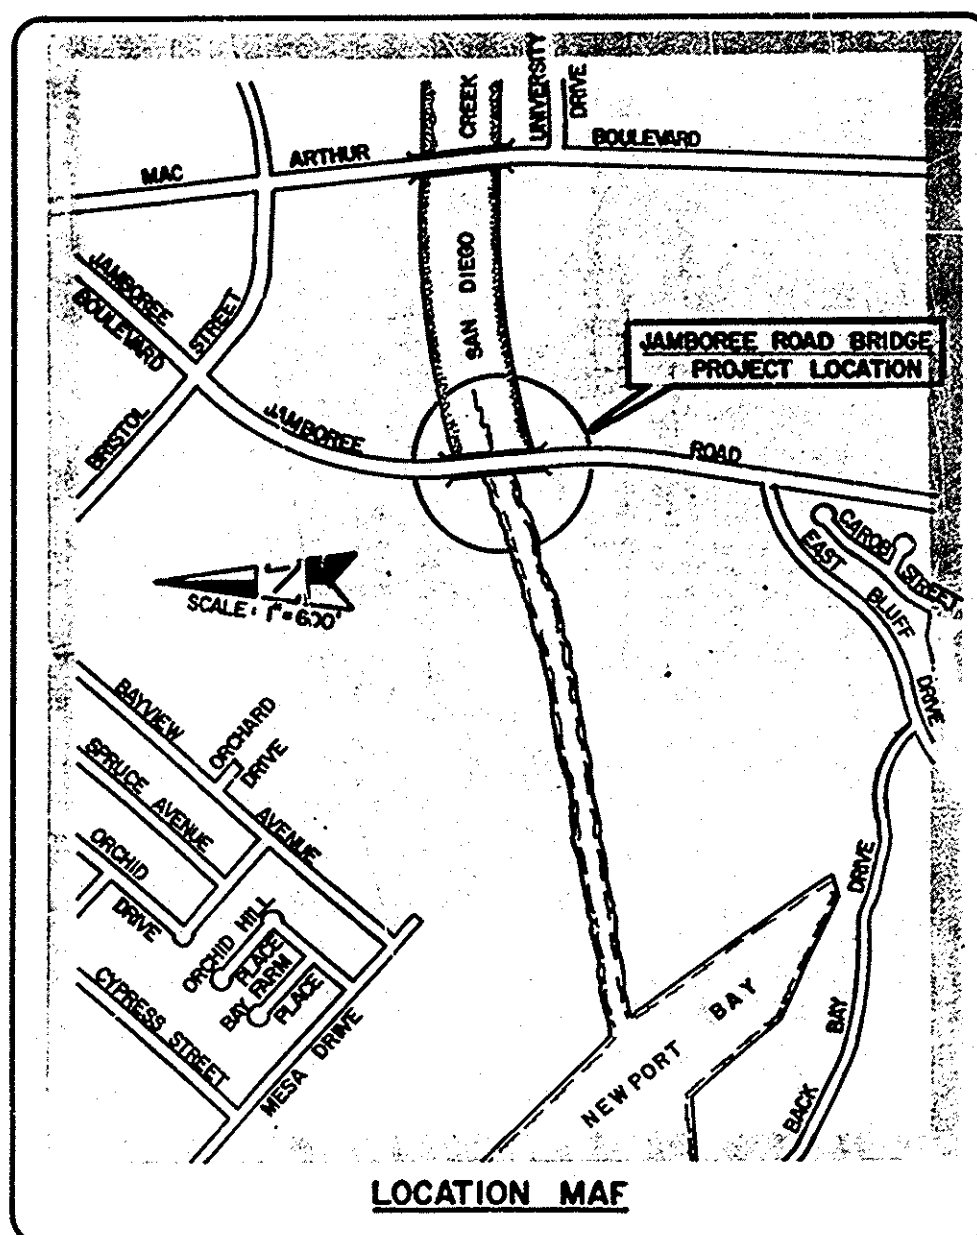 UNIVERSITY
DRIVE
CREEK
SAN DIEGO
MAC
ARTHUR
BOULEVARD
JAMBOREE
BOULEVARD
STREET
BRISTOL
JAMBOREE
ROAD
JAMBOREE ROAD BRIDGE
PROJECT LOCATION
CAROB
STREET
EAST
BLUFF
DRIVE
SCALE: 1"=600'
BAYVIEW
AVENUE
ORCHARD
DRIVE
SPRUCE AVENUE
ORCHID
DRIVE
ORCHID HILL
PLACE
BAY FARM
PLACE
CYPRESS STREET
MESA DRIVE
NEWPORT
BAY
BACK
BAY
DRIVE
LOCATION MAF